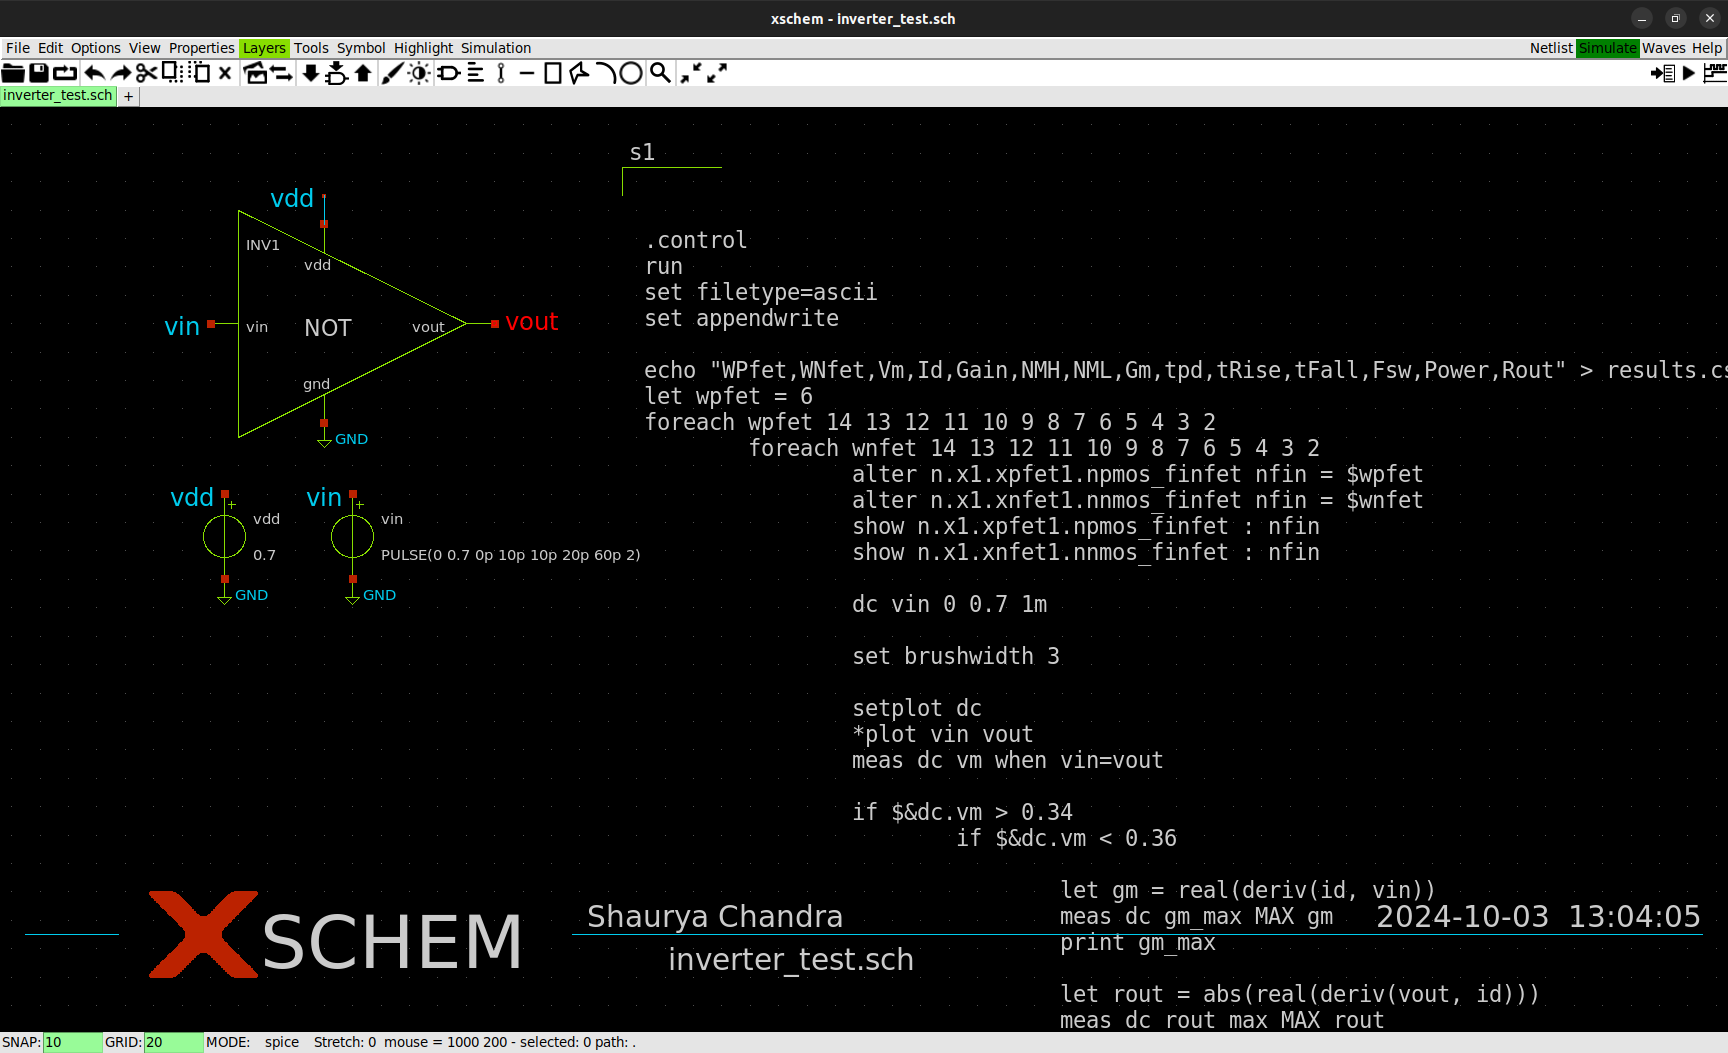 xschem - inverter_test.sch
File Edit Options View Properties Layers Tools Symbol Highlight Simulation
Netlist Simulate Waves Help
inverter_test.sch +
s1
vdd
INV1
vdd
vin
vin
NOT
vout
vout
gnd
GND
vdd
+
vdd
0.7
GND
vin
+
vin
PULSE(0 0.7 0p 10p 10p 20p 60p 2)
GND
.control
run
set filetype=ascii
set appendwrite
echo "WPfet,WNfet,Vm,Id,Gain,NMH,NML,Gm,tpd,tRise,tFall,Fsw,Power,Rout" > results.cs
let wpfet = 6
foreach wpfet 14 13 12 11 10 9 8 7 6 5 4 3 2
foreach wnfet 14 13 12 11 10 9 8 7 6 5 4 3 2
alter n.x1.xpfet1.npmos_finfet nfin = $wpfet
alter n.x1.xnfet1.nnmos_finfet nfin = $wnfet
show n.x1.xpfet1.npmos_finfet : nfin
show n.x1.xnfet1.nnmos_finfet : nfin
dc vin 0 0.7 1m
set brushwidth 3
setplot dc
*plot vin vout
meas dc vm when vin=vout
if $&dc.vm > 0.34
if $&dc.vm < 0.36
let gm = real(deriv(id, vin))
meas dc gm_max MAX gm
print gm_max
let rout = abs(real(deriv(vout, id)))
meas dc rout_max MAX rout
XSCHEM
Shaurya Chandra
2024-10-03 13:04:05
inverter_test.sch
SNAP: 10 GRID: 20 MODE: spice Stretch: 0 mouse = 1000 200 - selected: 0 path: .